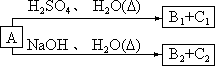 H₂SO₄、H₂O(Δ)
B₁+C₁
A
NaOH、H₂O(Δ)
B₂+C₂